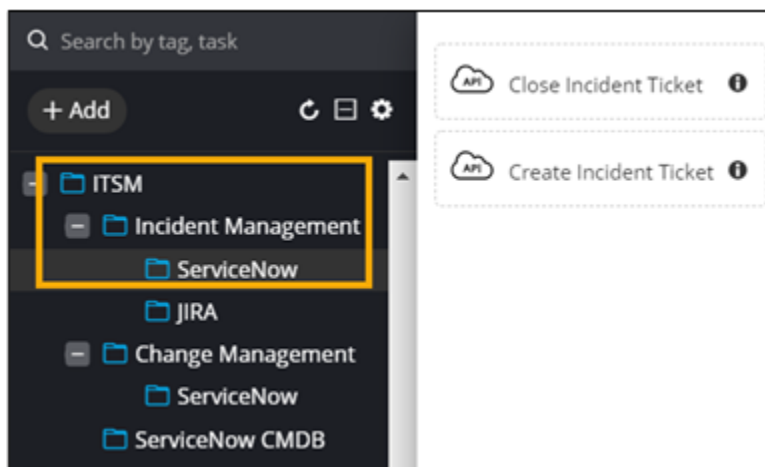 Search by tag, task
+ Add
ITSM
Incident Management
ServiceNow
JIRA
Change Management
ServiceNow
ServiceNow CMDB
API Close Incident Ticket
API Create Incident Ticket